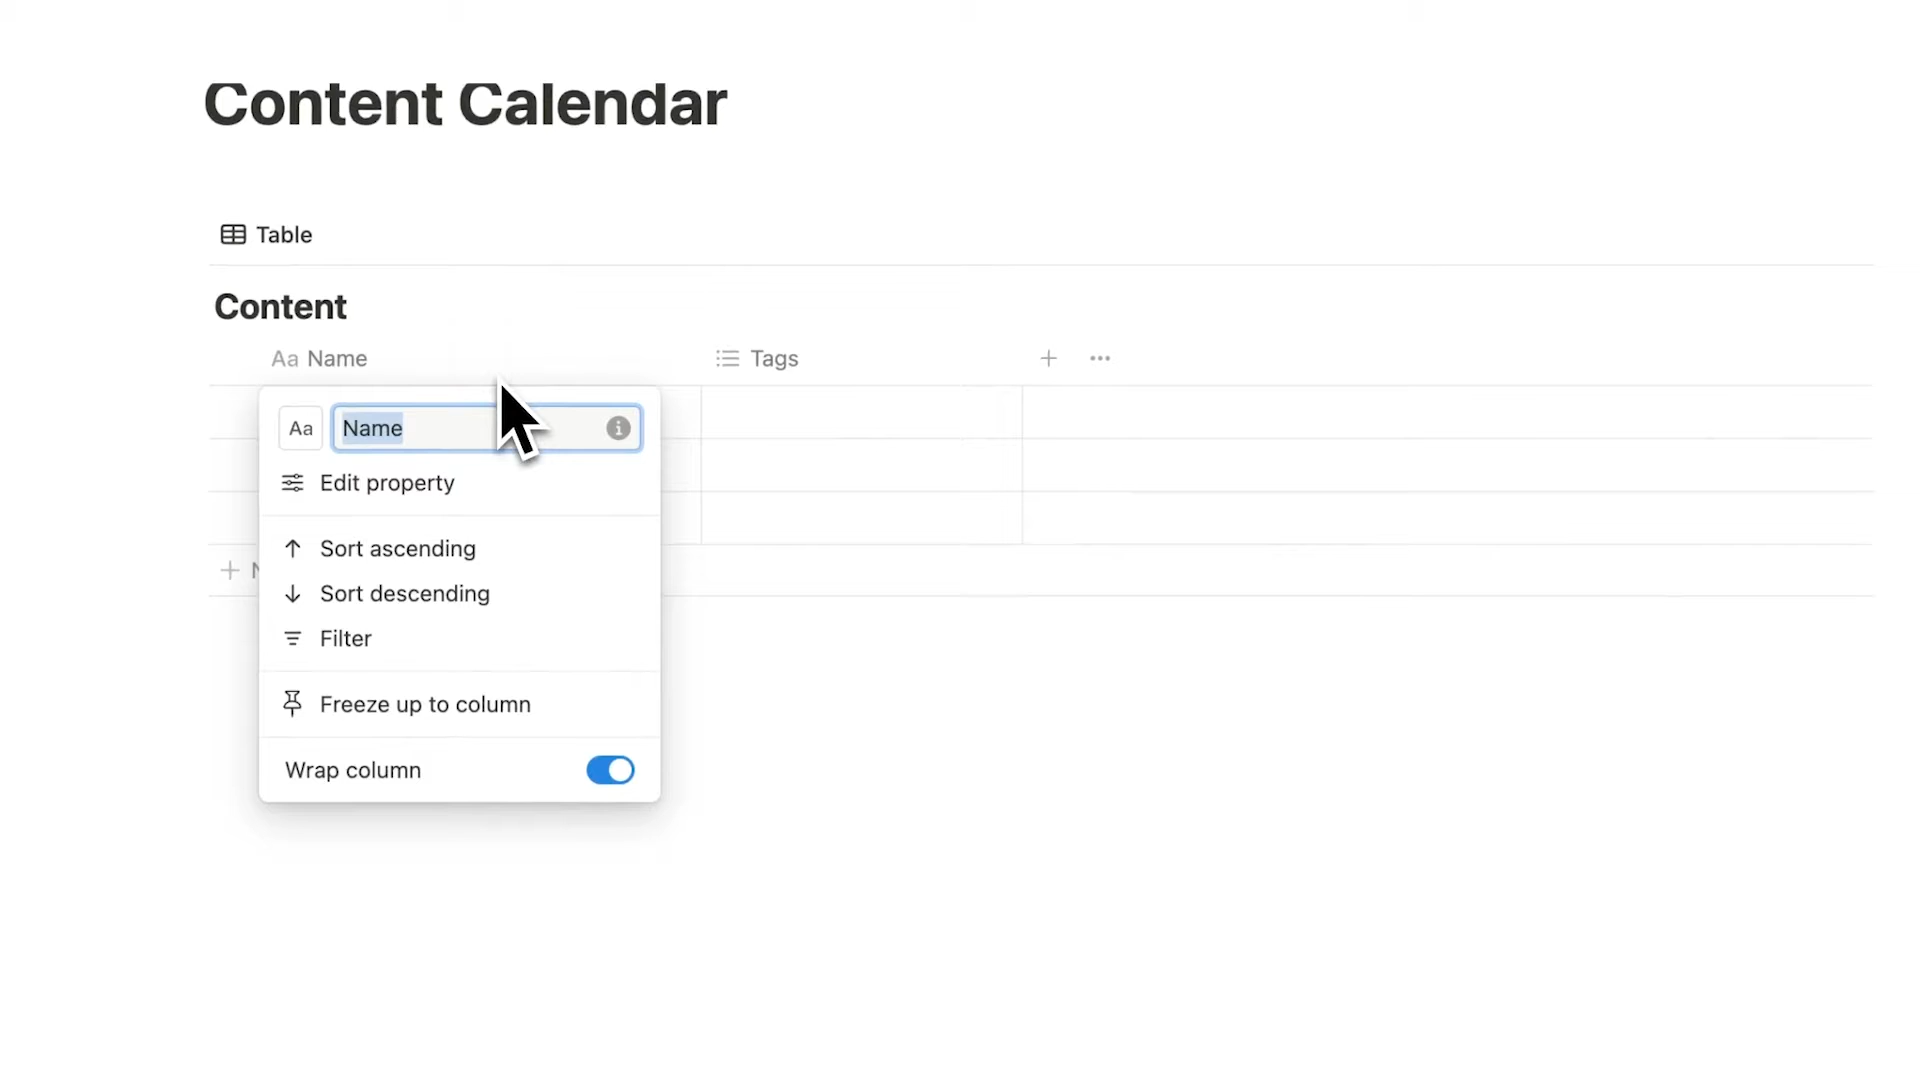 Content Calendar
Table
Content
Aa Name
Tags
Aa Name
Edit property
Sort ascending
Sort descending
Filter
Freeze up to column
Wrap column